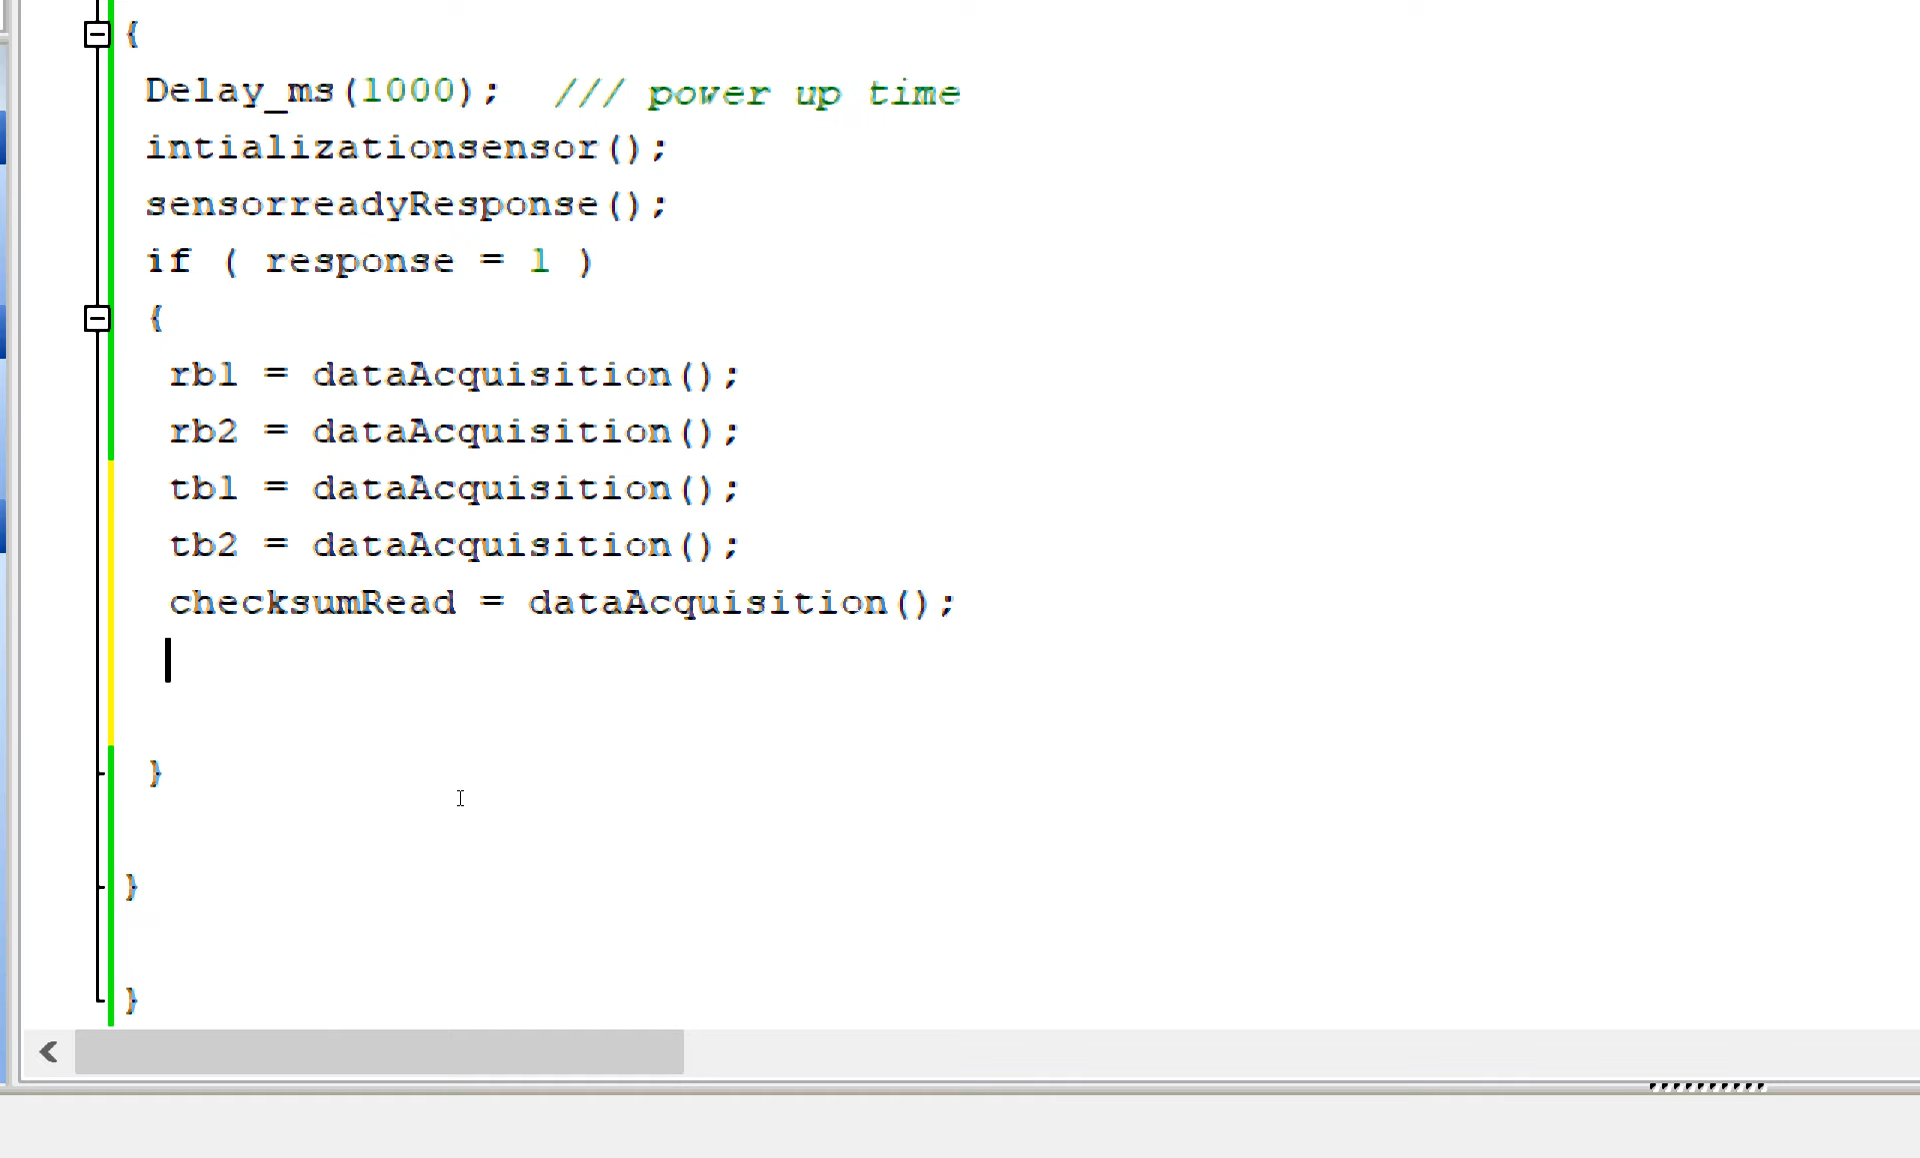 {
Delay_ms(1000);  /// power up time
intializationsensor();
sensorreadyResponse();
if ( response = 1 )
{
rb1 = dataAcquisition();
rb2 = dataAcquisition();
tb1 = dataAcquisition();
tb2 = dataAcquisition();
checksumRead = dataAcquisition();
}
}
}